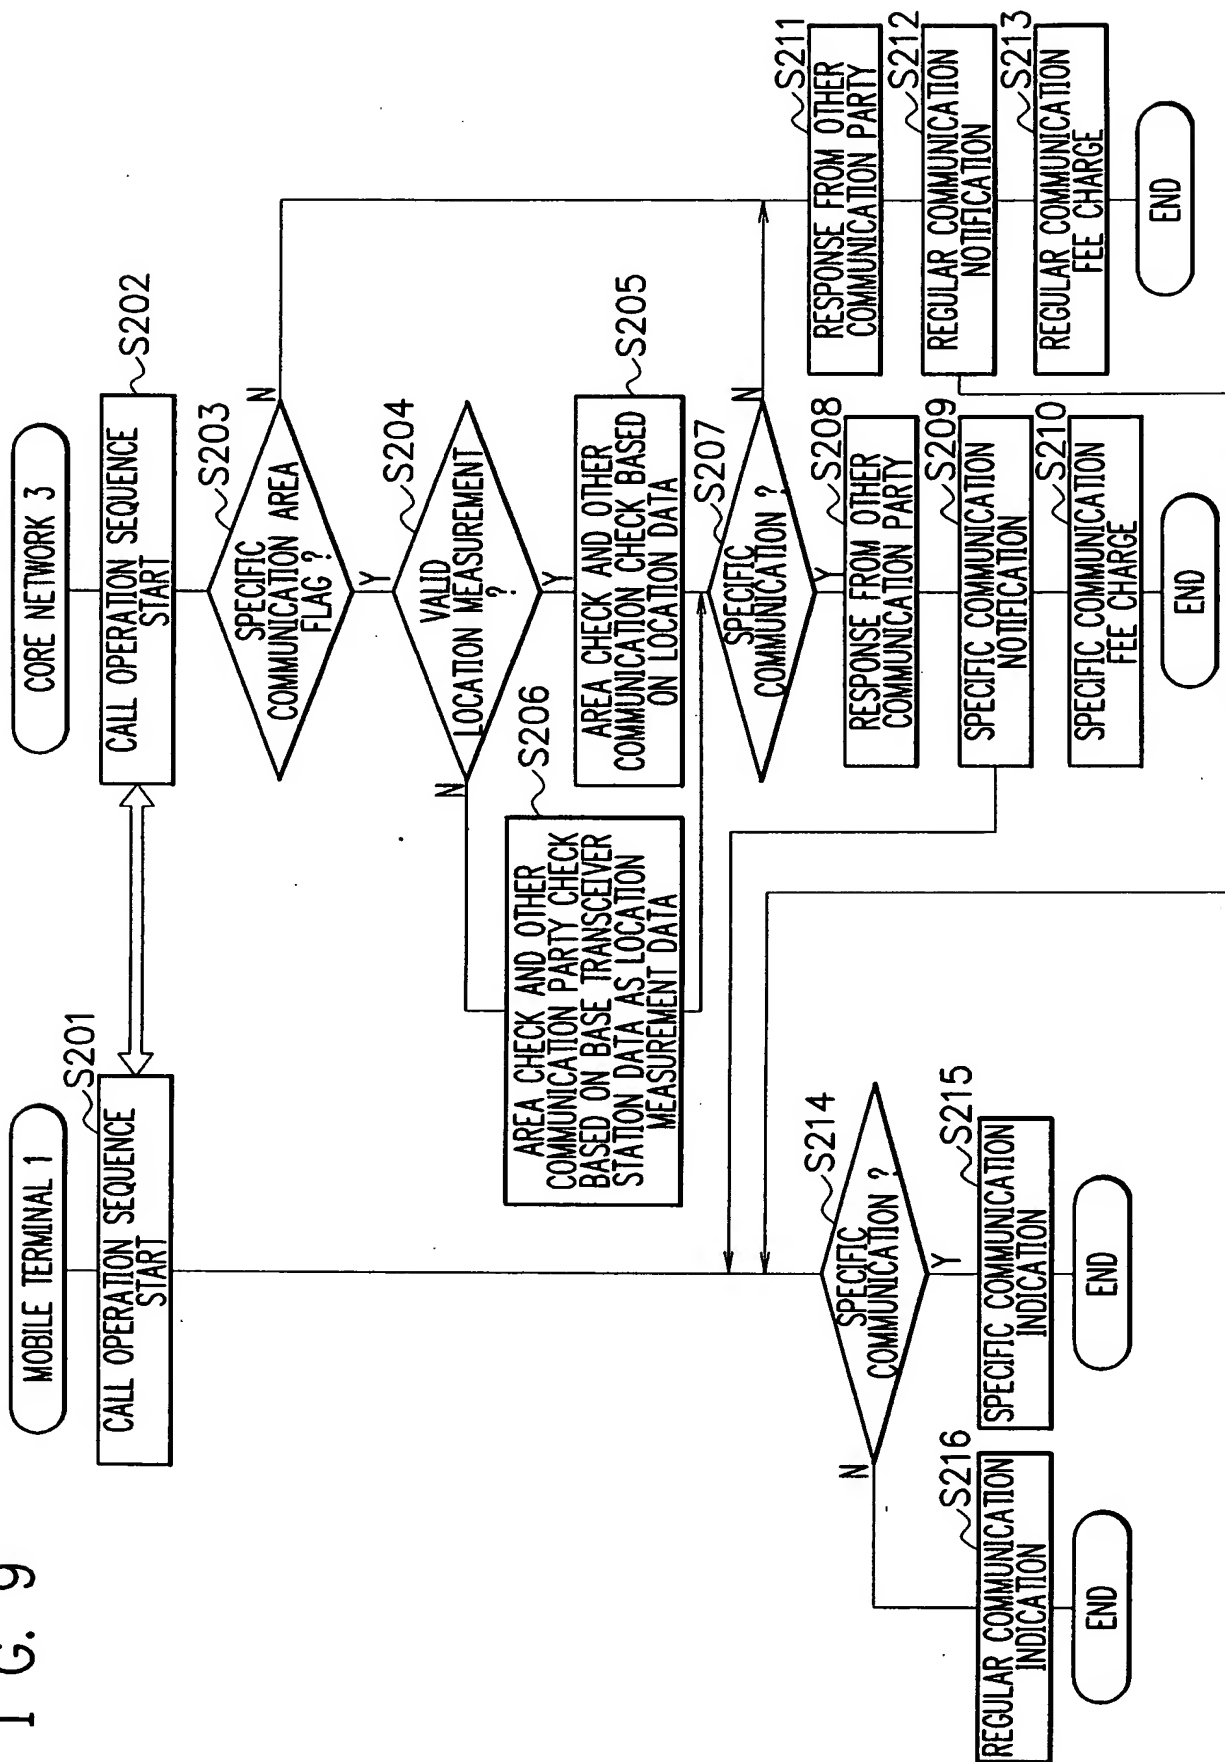 I G. 9
MOBILE TERMINAL 1
S201
CALL OPERATION SEQUENCE
START
CORE NETWORK 3
S202
CALL OPERATION SEQUENCE
START
S203
SPECIFIC
COMMUNICATION AREA
FLAG ?
N
Y
S204
VALID
LOCATION MEASUREMENT
?
N
Y
S206
AREA CHECK AND OTHER
COMMUNICATION PARTY CHECK
BASED ON BASE TRANSCEIVER
STATION DATA AS LOCATION
MEASUREMENT DATA
S205
AREA CHECK AND OTHER
COMMUNICATION CHECK BASED
ON LOCATION DATA
S207
SPECIFIC
COMMUNICATION ?
N
Y
S208
RESPONSE FROM OTHER
COMMUNICATION PARTY
S209
SPECIFIC COMMUNICATION
NOTIFICATION
S210
SPECIFIC COMMUNICATION
FEE CHARGE
END
S211
RESPONSE FROM OTHER
COMMUNICATION PARTY
S212
REGULAR COMMUNICATION
NOTIFICATION
S213
REGULAR COMMUNICATION
FEE CHARGE
END
S214
SPECIFIC
COMMUNICATION ?
N
Y
S215
SPECIFIC COMMUNICATION
INDICATION
END
S216
REGULAR COMMUNICATION
INDICATION
END